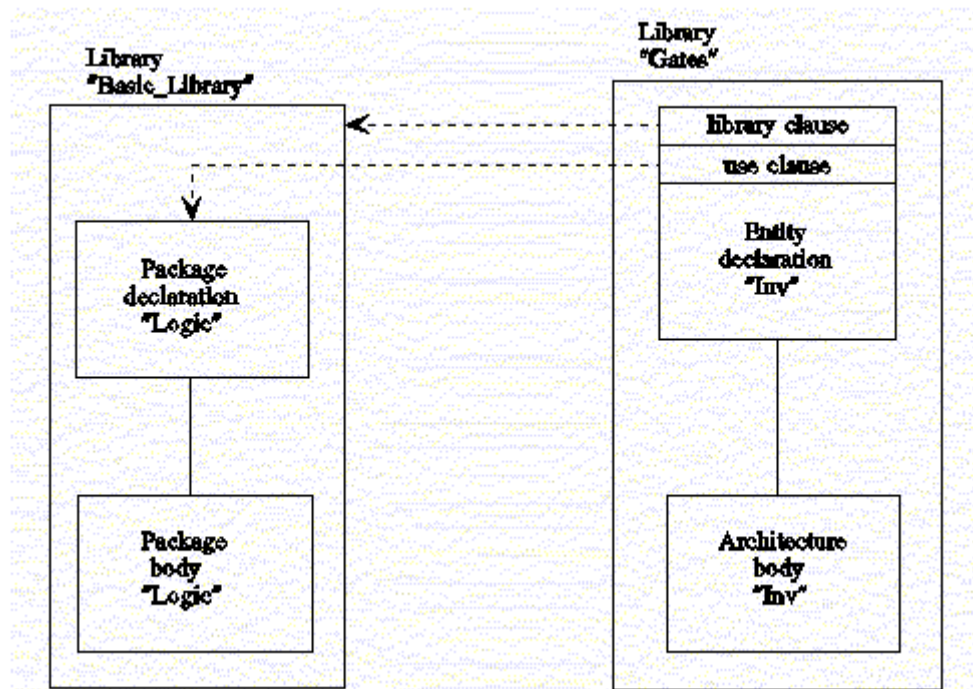 Library
"Basic_Library"
Package
declaration
"Logic"
Package
body
"Logic"
Library
"Gates"
library clause
use clause
Entity
declaration
"Inv"
Architecture
body
"Inv"